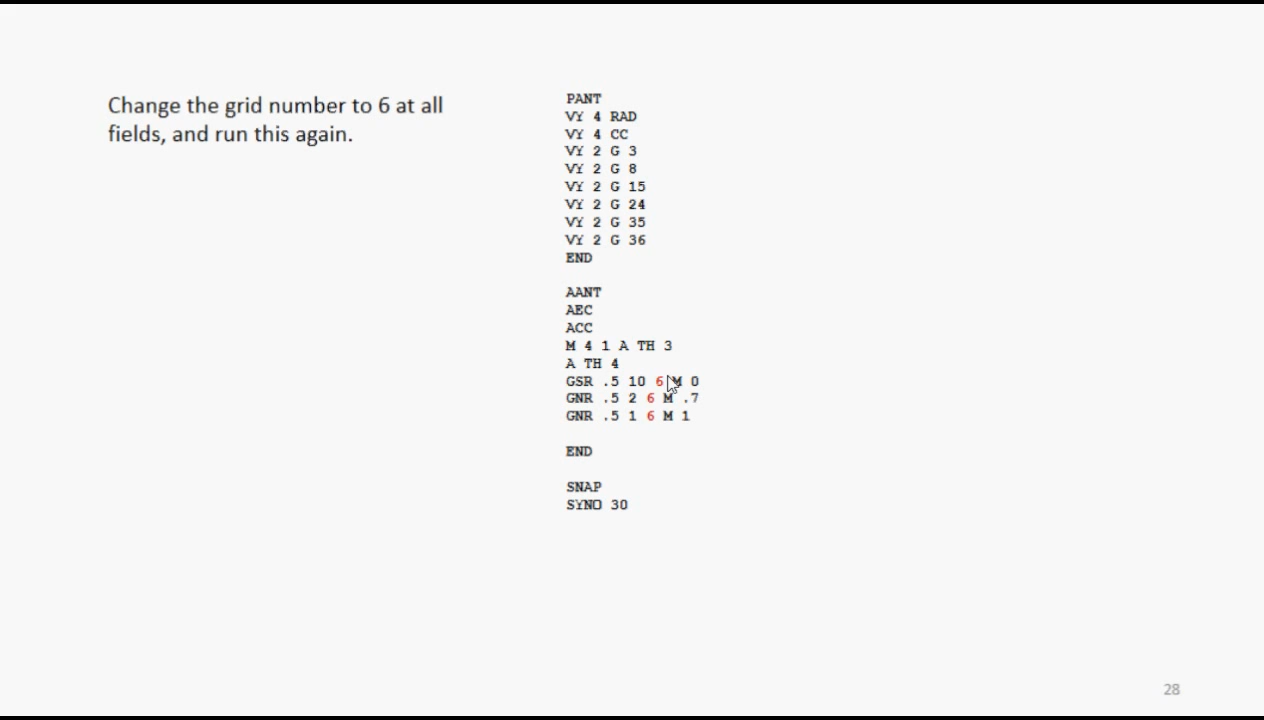 Change the grid number to 6 at all
fields, and run this again.
PANT
VY 4 RAD
VY 4 CC
VY 2 G 3
VY 2 G 8
VY 2 G 15
VY 2 G 24
VY 2 G 35
VY 2 G 36
END
AANT
AEC
ACC
M 4 1 A TH 3
A TH 4
GSR .5 10 6 M 0
GNR .5 2 6 M .7
GNR .5 1 6 M 1
END
SNAP
SYNO 30
28